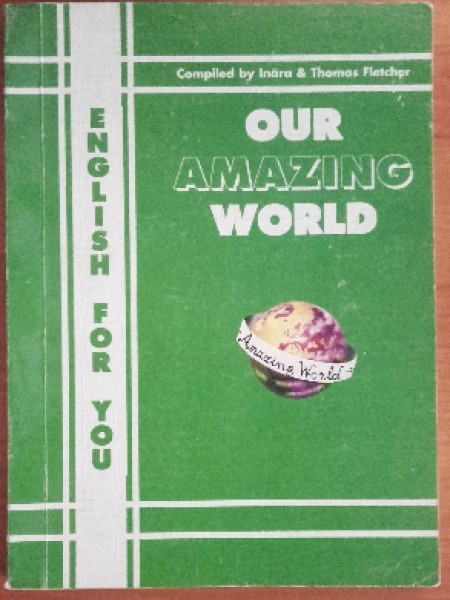 Compiled by Ināra & Thomas Fletcher
OUR
AMAZING
WORLD
ENGLISH FOR YOU
Amazing World